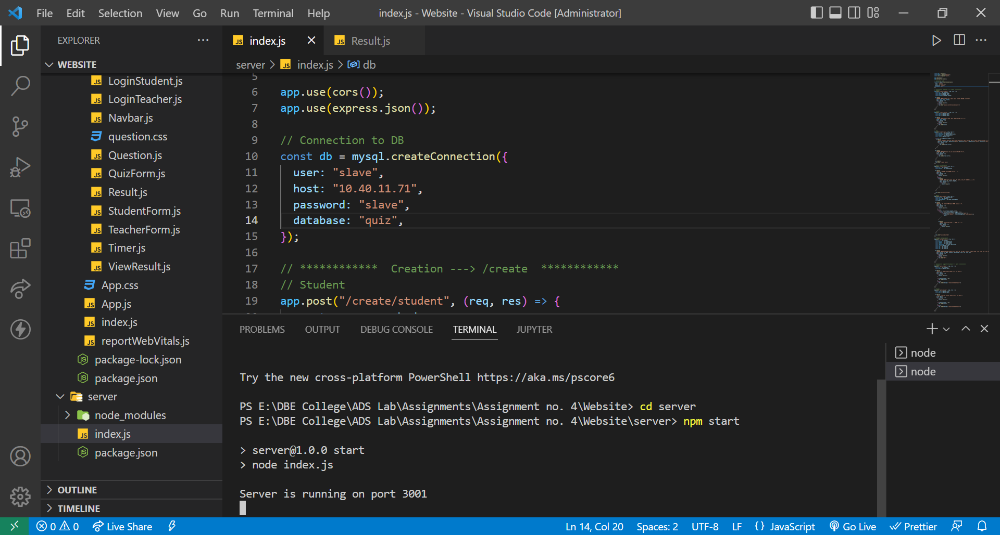 File Edit Selection View Go Run Terminal Help
index.js - Website - Visual Studio Code [Administrator]
EXPLORER
WEBSITE
LoginStudent.js
LoginTeacher.js
Navbar.js
question.css
Question.js
QuizForm.js
Result.js
StudentForm.js
TeacherForm.js
Timer.js
ViewResult.js
App.css
App.js
index.js
reportWebVitals.js
package-lock.json
package.json
server
node_modules
index.js
package.json
OUTLINE
TIMELINE
index.js
Result.js
server > index.js > db
5
6 app.use(cors());
7 app.use(express.json());
8
9 // Connection to DB
10 const db = mysql.createConnection({
11 user: "slave",
12 host: "10.40.11.71",
13 password: "slave",
14 database: "quiz",
15 });
16
17 // ************ Creation ---> /create ************
18 // Student
19 app.post("/create/student", (req, res) => {
PROBLEMS OUTPUT DEBUG CONSOLE TERMINAL JUPYTER
Try the new cross-platform PowerShell https://aka.ms/pscore6
PS E:\DBE College\ADS Lab\Assignments\Assignment no. 4\Website> cd server
PS E:\DBE College\ADS Lab\Assignments\Assignment no. 4\Website\server> npm start
> server@1.0.0 start
> node index.js
Server is running on port 3001
node
node
0 0 Live Share
Ln 14, Col 20 Spaces: 2 UTF-8 LF {} JavaScript Go Live Prettier